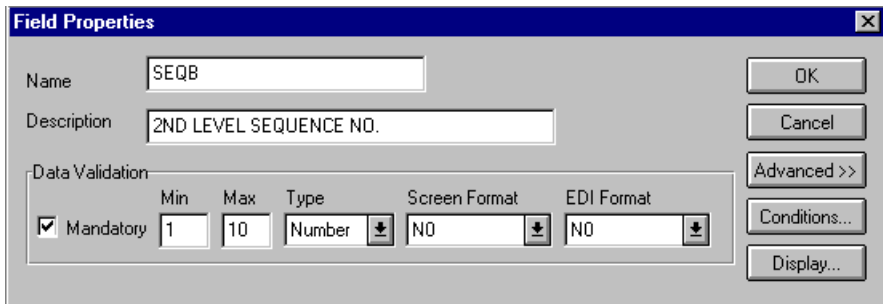 Field Properties
Name SEQB OK
Description 2ND LEVEL SEQUENCE NO. Cancel
Data Validation Advanced >>
Min Max Type Screen Format EDI Format
Mandatory 1 10 Number N0 N0 Conditions...
Display...